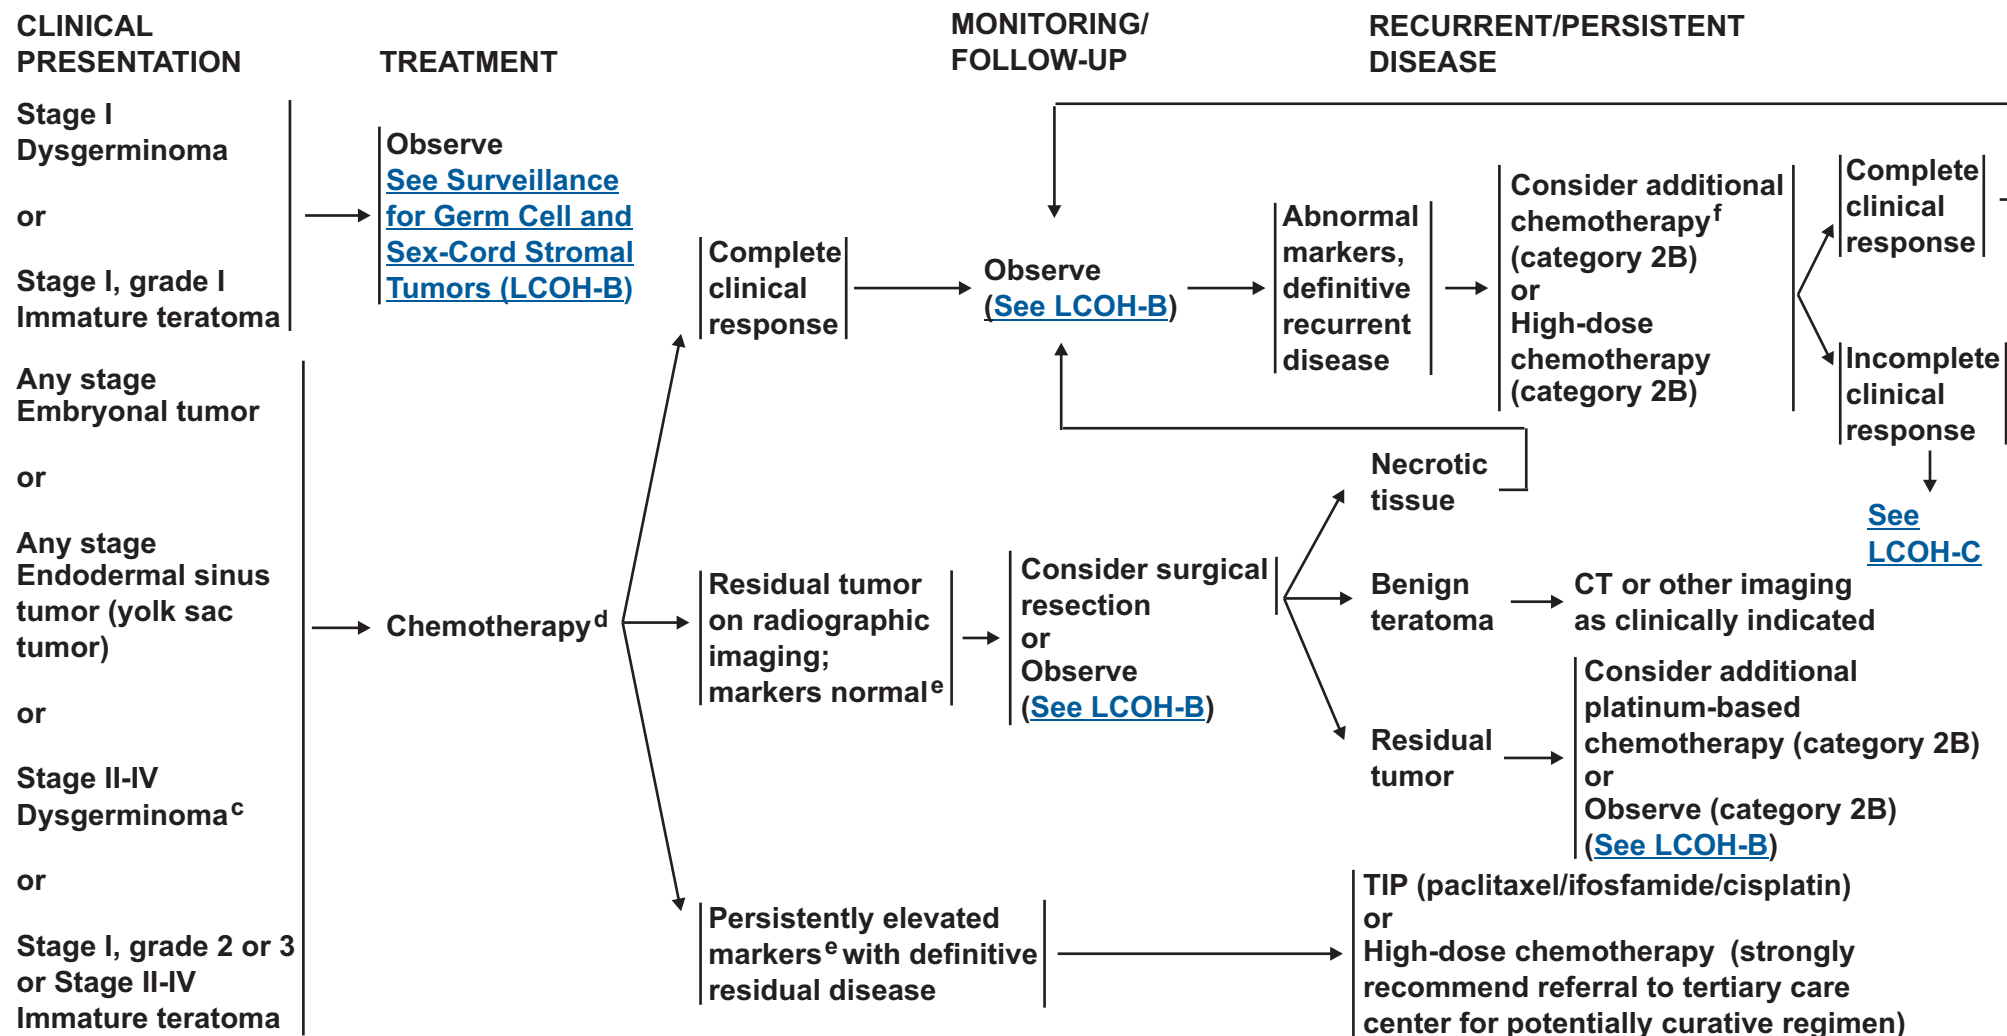 CLINICAL
PRESENTATION
TREATMENT
MONITORING/
FOLLOW-UP
RECURRENT/PERSISTENT
DISEASE
Stage I
Dysgerminoma
or
Stage I, grade I
Immature teratoma
Observe
See Surveillance
for Germ Cell and
Sex-Cord Stromal
Tumors (LCOH-B)
Any stage
Embryonal tumor
or
Any stage
Endodermal sinus
tumor (yolk sac
tumor)
or
Stage II-IV
Dysgerminoma c
or
Stage I, grade 2 or 3
or Stage II-IV
Immature teratoma
Chemotherapy d
Complete
clinical
response
Observe
(See LCOH-B)
Abnormal
markers,
definitive
recurrent
disease
Consider additional
chemotherapy f
(category 2B)
or
High-dose
chemotherapy
(category 2B)
Complete
clinical
response
Incomplete
clinical
response
See
LCOH-C
Residual tumor
on radiographic
imaging;
markers normal e
Consider surgical
resection
or
Observe
(See LCOH-B)
Necrotic
tissue
Benign
teratoma
CT or other imaging
as clinically indicated
Residual
tumor
Consider additional
platinum-based
chemotherapy (category 2B)
or
Observe (category 2B)
(See LCOH-B)
Persistently elevated
markers e with definitive
residual disease
TIP (paclitaxel/ifosfamide/cisplatin)
or
High-dose chemotherapy (strongly
recommend referral to tertiary care
center for potentially curative regimen)